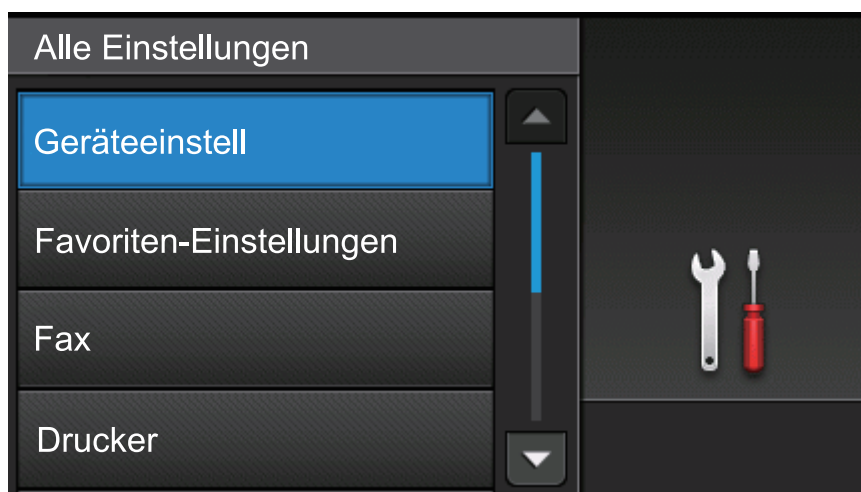 Alle Einstellungen
Geräteeinstell
Favoriten-Einstellungen
Fax
Drucker